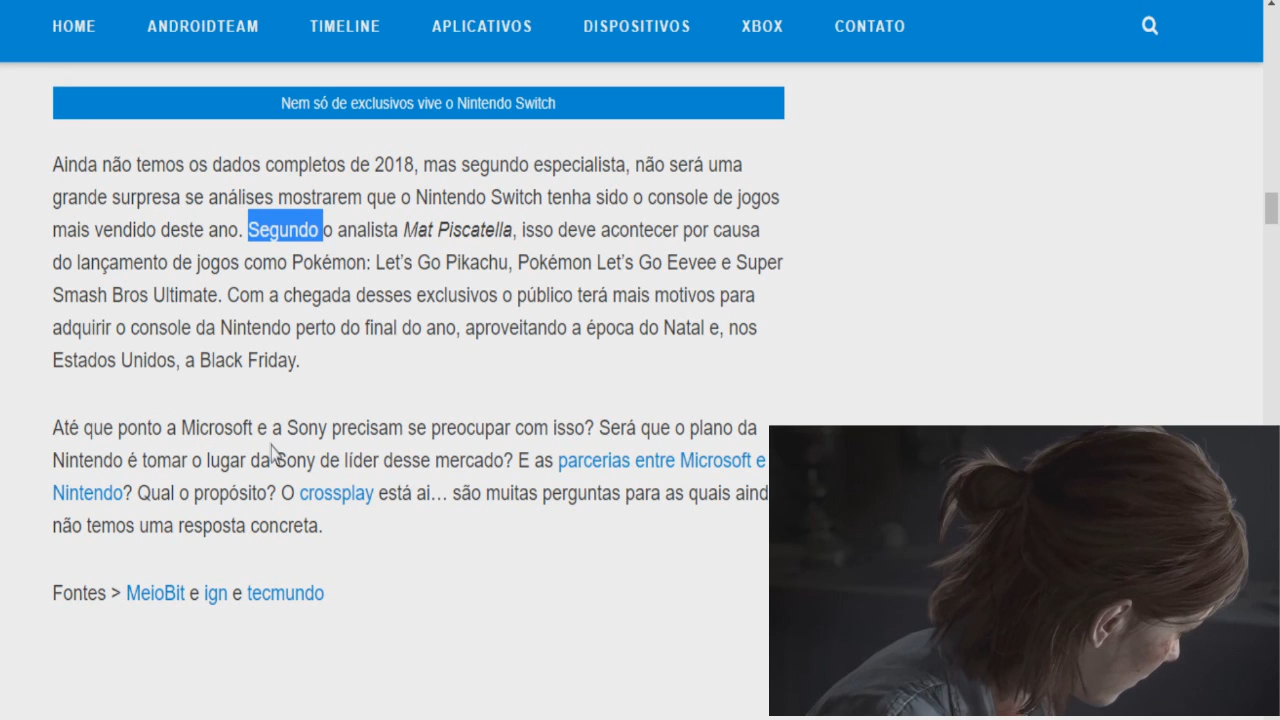 HOME ANDROIDTEAM TIMELINE APLICATIVOS DISPOSITIVOS XBOX CONTATO
Nem só de exclusivos vive o Nintendo Switch
Ainda não temos os dados completos de 2018, mas segundo especialista, não será uma
grande surpresa se análises mostrarem que o Nintendo Switch tenha sido o console de jogos
mais vendido deste ano. Segundo o analista Mat Piscatella, isso deve acontecer por causa
do lançamento de jogos como Pokémon: Let’s Go Pikachu, Pokémon Let’s Go Eevee e Super
Smash Bros Ultimate. Com a chegada desses exclusivos o público terá mais motivos para
adquirir o console da Nintendo perto do final do ano, aproveitando a época do Natal e, nos
Estados Unidos, a Black Friday.
Até que ponto a Microsoft e a Sony precisam se preocupar com isso? Será que o plano da
Nintendo é tomar o lugar da Sony de líder desse mercado? E as parcerias entre Microsoft e
Nintendo? Qual o propósito? O crossplay está ai… são muitas perguntas para as quais aind
não temos uma resposta concreta.
Fontes > MeioBit e ign e tecmundo